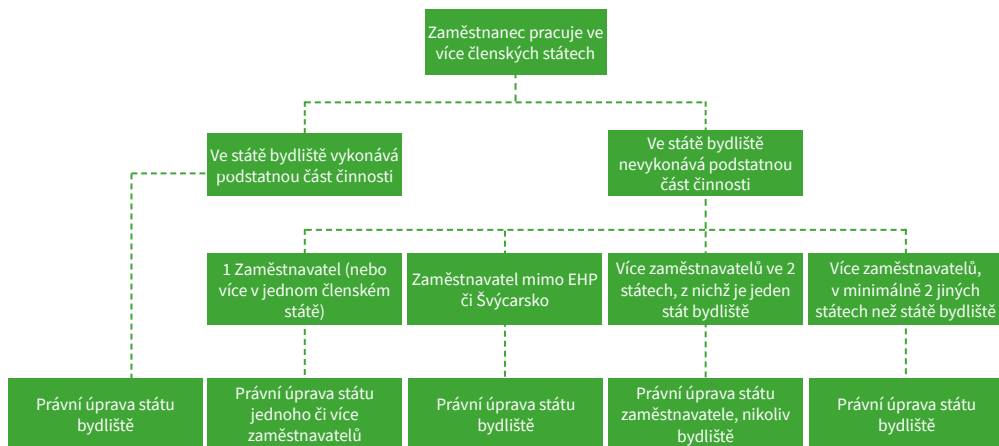 Zaměstnanec pracuje ve
více členských státech
Ve státě bydliště vykonává
podstatnou část činnosti
Ve státě bydliště
nevykonává podstatnou
část činnosti
1 Zaměstnavatel (nebo
více v jednom členském
státě)
Zaměstnavatel mimo EHP
či Švýcarsko
Více zaměstnavatelů ve 2
státech, z nichž je jeden
stát bydliště
Více zaměstnavatelů,
v minimálně 2 jiných
státech než státě bydliště
Právní úprava státu
bydliště
Právní úprava státu
jednoho či více
zaměstnavatelů
Právní úprava státu
bydliště
Právní úprava státu
zaměstnavatele, nikoliv
bydliště
Právní úprava státu
bydliště